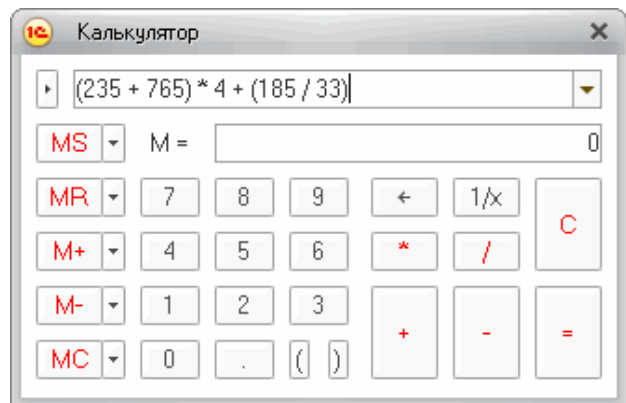 1С Калькулятор
(235 + 765) * 4 + (185 / 33)
MS M = 0
MR 7 8 9 ← 1/x C
M+ 4 5 6 * /
M- 1 2 3 + - =
MC 0 . ( )